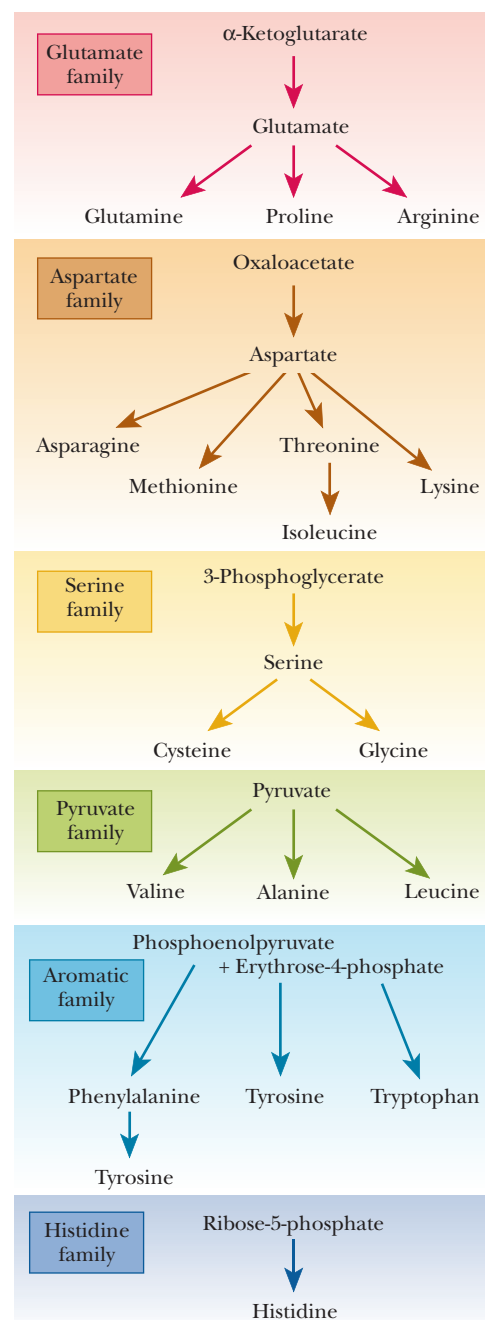 α-Ketoglutarate
Glutamate
family
Glutamate
Glutamine Proline Arginine
Oxaloacetate
Aspartate
family
Aspartate
Asparagine Threonine
Methionine Lysine
Isoleucine
3-Phosphoglycerate
Serine
family
Serine
Cysteine Glycine
Pyruvate
Pyruvate
family
Valine Alanine Leucine
Phosphoenolpyruvate
+ Erythrose-4-phosphate
Aromatic
family
Phenylalanine Tyrosine Tryptophan
Tyrosine
Ribose-5-phosphate
Histidine
family
Histidine